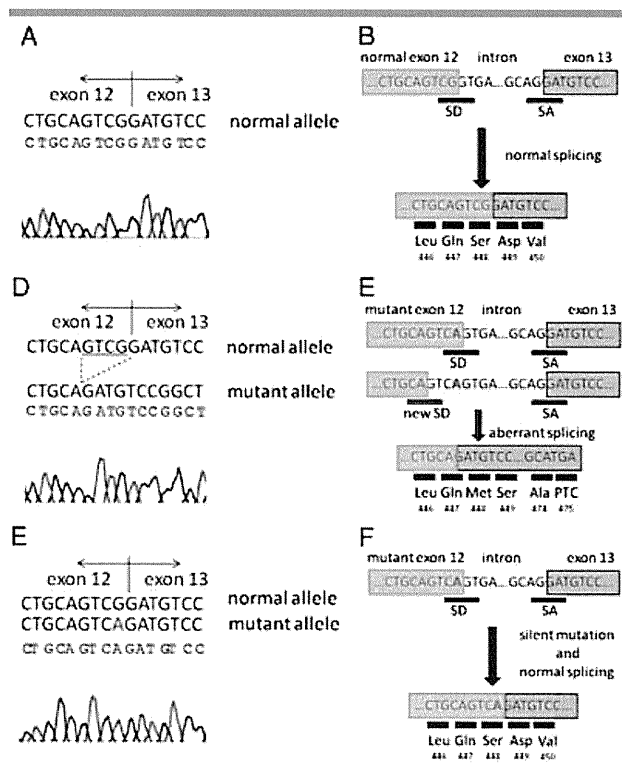 A
exon 12 exon 13
CTGCAGTCGGATGTCC normal allele
CTGCAGTCGGATGTCC
B
normal exon 12 intron exon 13
...CTGCAGTCGGTGA...GCAGGATGTCC...
SD SA
normal splicing
...CTGCAGTCGGATGTCC...
Leu Gln Ser Asp Val
446 447 448 449 450
D
exon 12 exon 13
CTGCAGTCGGATGTCC normal allele
CTGCAGATGTCCGGCT mutant allele
CTGCAGATGTCCGGCT
E
mutant exon 12 intron exon 13
...CTGCAGTCAGTGA...GCAGGATGTCC...
SD SA
...CTGCAGTCAGTGA...GCAGGATGTCC...
new SD SA
aberrant splicing
...CTGCAGATGTCC...GCATGA
Leu Gln Met Ser Ala PTC
446 447 448 449 474 475
E
exon 12 exon 13
CTGCAGTCGGATGTCC normal allele
CTGCAGTCAGATGTCC mutant allele
CTGCAGTCAGATGTCC
F
mutant exon 12 intron exon 13
...CTGCAGTCAGTGA...GCAGGATGTCC...
SD SA
silent mutation
and
normal splicing
...CTGCAGTCAGATGTCC...
Leu Gln Ser Asp Val
446 447 448 449 450